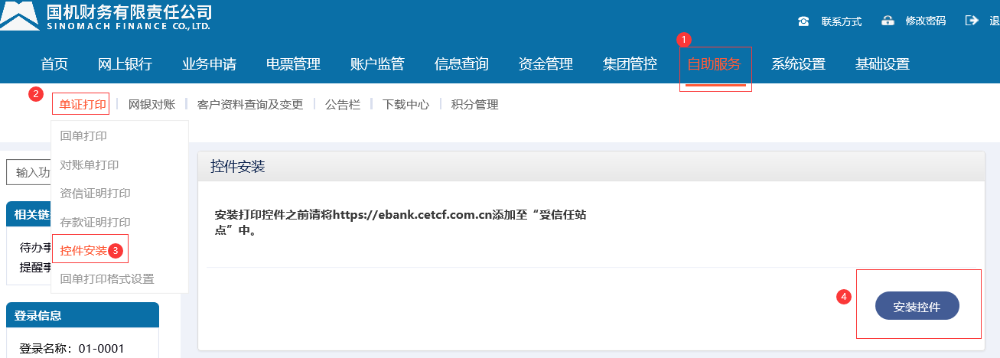 国机财务有限责任公司
SINOMACH FINANCE CO.,LTD.
联系方式 修改密码 退
1
首页 网上银行 业务申请 电票管理 账户监管 信息查询 资金管理 集团管控 自助服务 系统设置 基础设置
2 单证打印 网银对账 客户资料查询及变更 公告栏 下载中心 积分管理
回单打印
对账单打印
资信证明打印
存款证明打印
控件安装 3
回单打印格式设置
输入功
相关链
待办事
提醒事
登录信息
登录名称：01-0001
控件安装
安装打印控件之前请将https://ebank.cetcf.com.cn添加至“受信任站
点”中。
4 安装控件